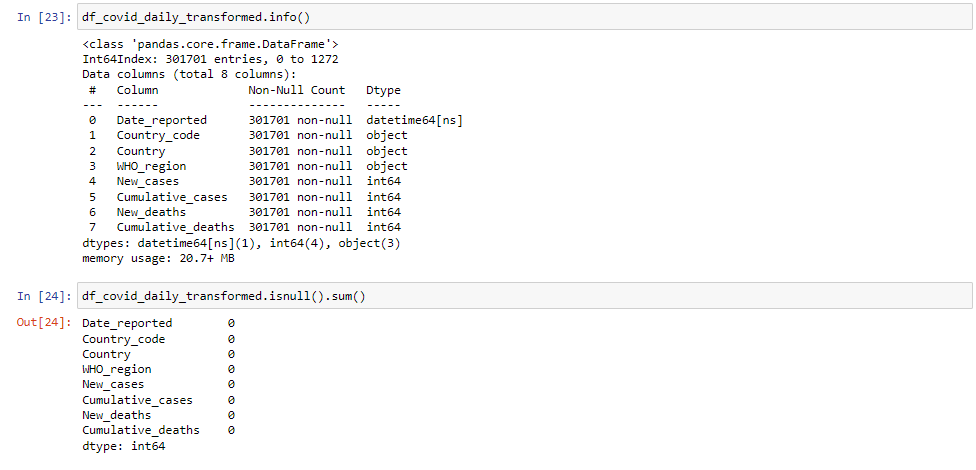 In [23]: df_covid_daily_transformed.info()
<class 'pandas.core.frame.DataFrame'>
Int64Index: 301701 entries, 0 to 1272
Data columns (total 8 columns):
 #   Column             Non-Null Count   Dtype
---  ------             --------------   -----
 0   Date_reported      301701 non-null  datetime64[ns]
 1   Country_code       301701 non-null  object
 2   Country            301701 non-null  object
 3   WHO_region         301701 non-null  object
 4   New_cases          301701 non-null  int64
 5   Cumulative_cases   301701 non-null  int64
 6   New_deaths         301701 non-null  int64
 7   Cumulative_deaths  301701 non-null  int64
dtypes: datetime64[ns](1), int64(4), object(3)
memory usage: 20.7+ MB
In [24]: df_covid_daily_transformed.isnull().sum()
Out[24]: Date_reported        0
Country_code         0
Country              0
WHO_region           0
New_cases            0
Cumulative_cases     0
New_deaths           0
Cumulative_deaths    0
dtype: int64